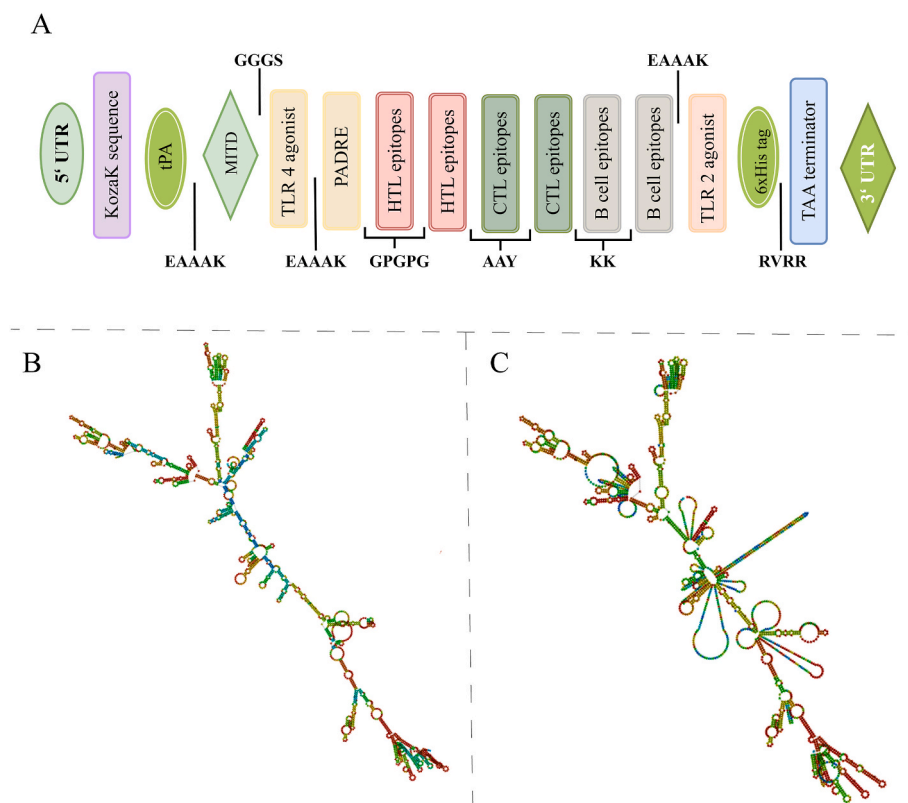 A
GGGS
EAAAK
5‘ UTR
KozaK sequence
tPA
MITD
TLR 4 agonist
PADRE
HTL epitopes
HTL epitopes
CTL epitopes
CTL epitopes
B cell epitopes
B cell epitopes
TLR 2 agonist
6xHis tag
TAA terminator
3‘ UTR
EAAAK
EAAAK
GPGPG
AAY
KK
RVRR
B
C